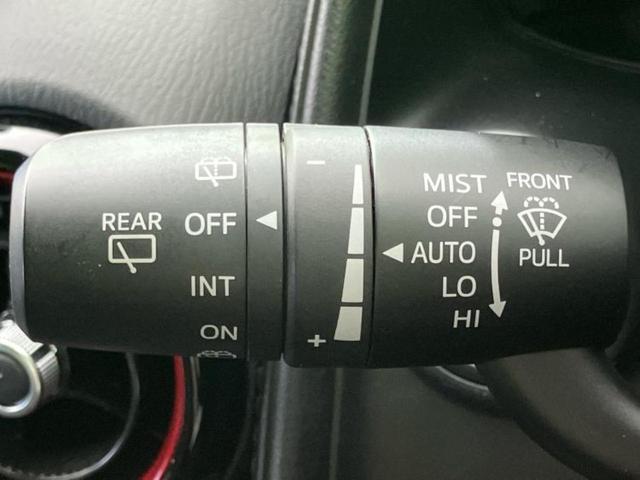 REAR
OFF
INT
ON
-
+
MIST
OFF
AUTO
LO
HI
FRONT
PULL